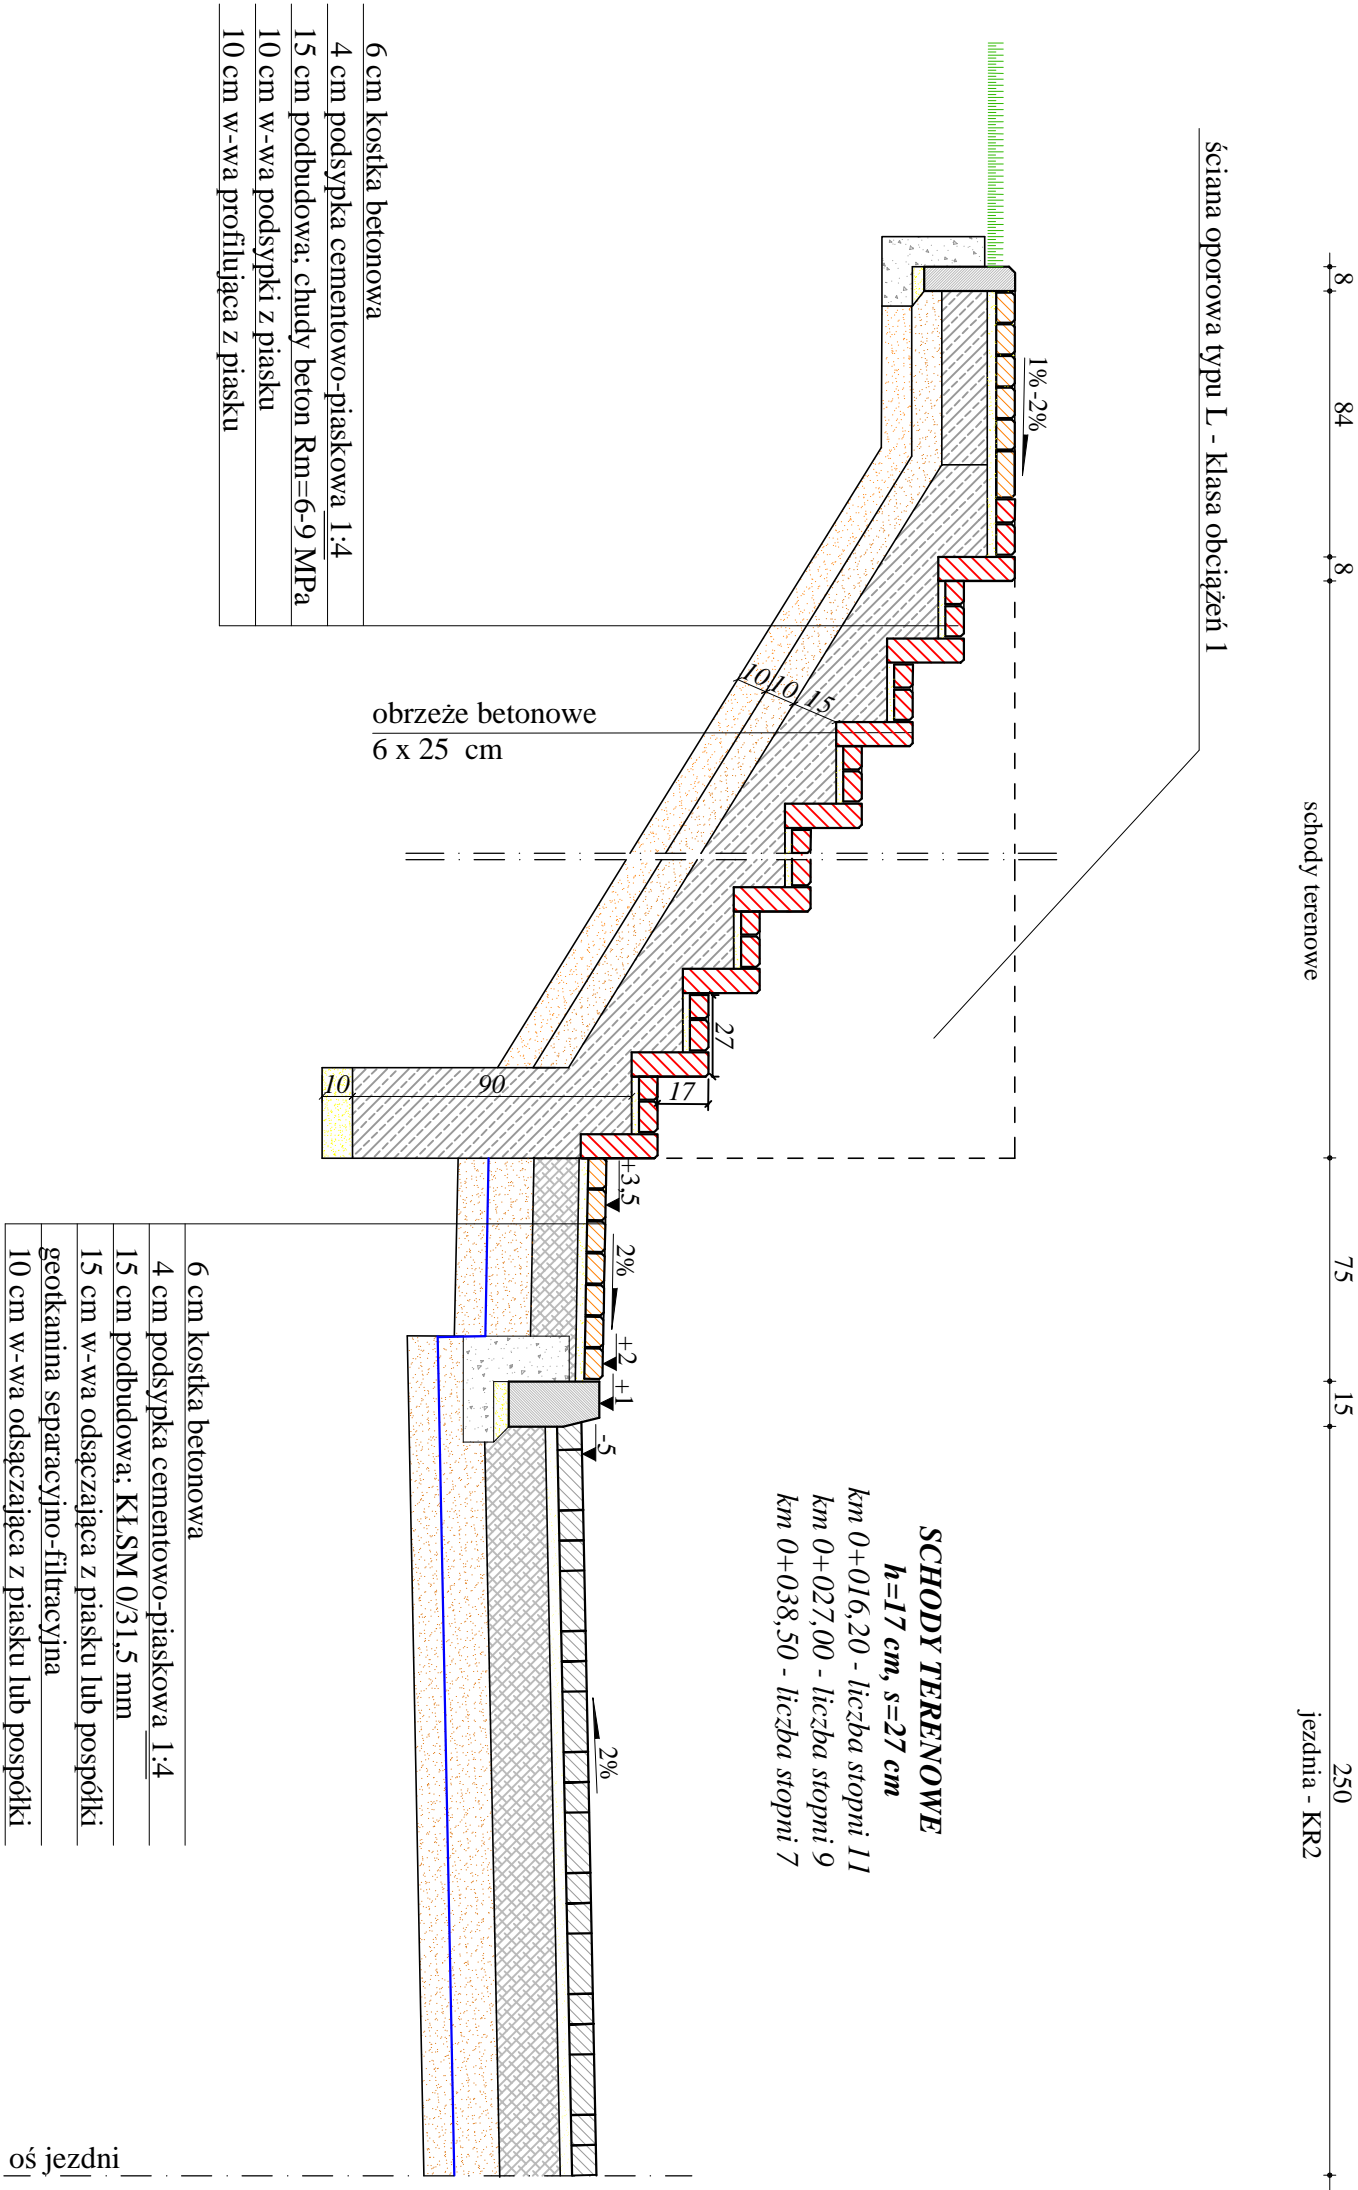 8
84
8
schody terenowe
75
15
250
jezdnia - KR2
ściana oporowa typu L - klasa obciążeń 1
1%-2%
SCHODY TERENOWE
h=17 cm, s=27 cm
km 0+016,20 - liczba stopni 11
km 0+027,00 - liczba stopni 9
km 0+038,50 - liczba stopni 7
27
17
10
10
15
obrzeże betonowe
6 x 25 cm
10
90
+3,5
2%
+2
+1
-5
2%
6 cm kostka betonowa
4 cm podsypka cementowo-piaskowa 1:4
15 cm podbudowa; chudy beton Rm=6-9 MPa
10 cm w-wa podsypki z piasku
10 cm w-wa profilująca z piasku
6 cm kostka betonowa
4 cm podsypka cementowo-piaskowa 1:4
15 cm podbudowa; KŁSM 0/31,5 mm
15 cm w-wa odsączająca z piasku lub pospółki
geotkanina separacyjno-filtracyjna
10 cm w-wa odsączająca z piasku lub pospółki
oś jezdni